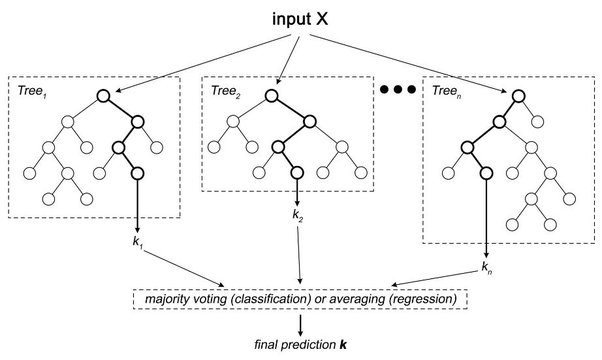 input X
Tree1
Tree2
Treen
k1
k2
kn
majority voting (classification) or averaging (regression)
final prediction k